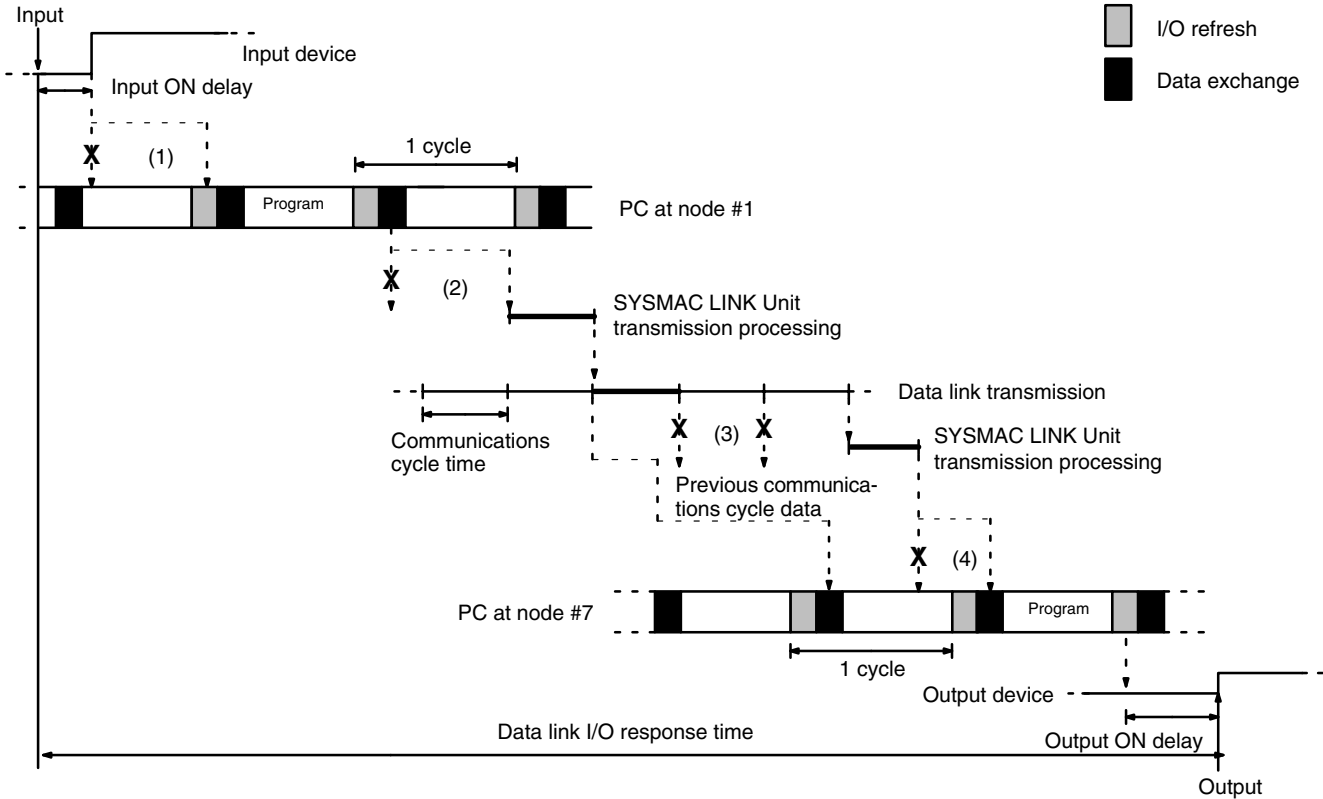 Input
I/O refresh
Input device
Data exchange
Input ON delay
1 cycle
X
(1)
Program
PC at node #1
X
(2)
SYSMAC LINK Unit
transmission processing
Data link transmission
Communications
cycle time
X
(3)
X
SYSMAC LINK Unit
transmission processing
Previous communica-
tions cycle data
X
(4)
PC at node #7
Program
1 cycle
Output device
Data link I/O response time
Output ON delay
Output